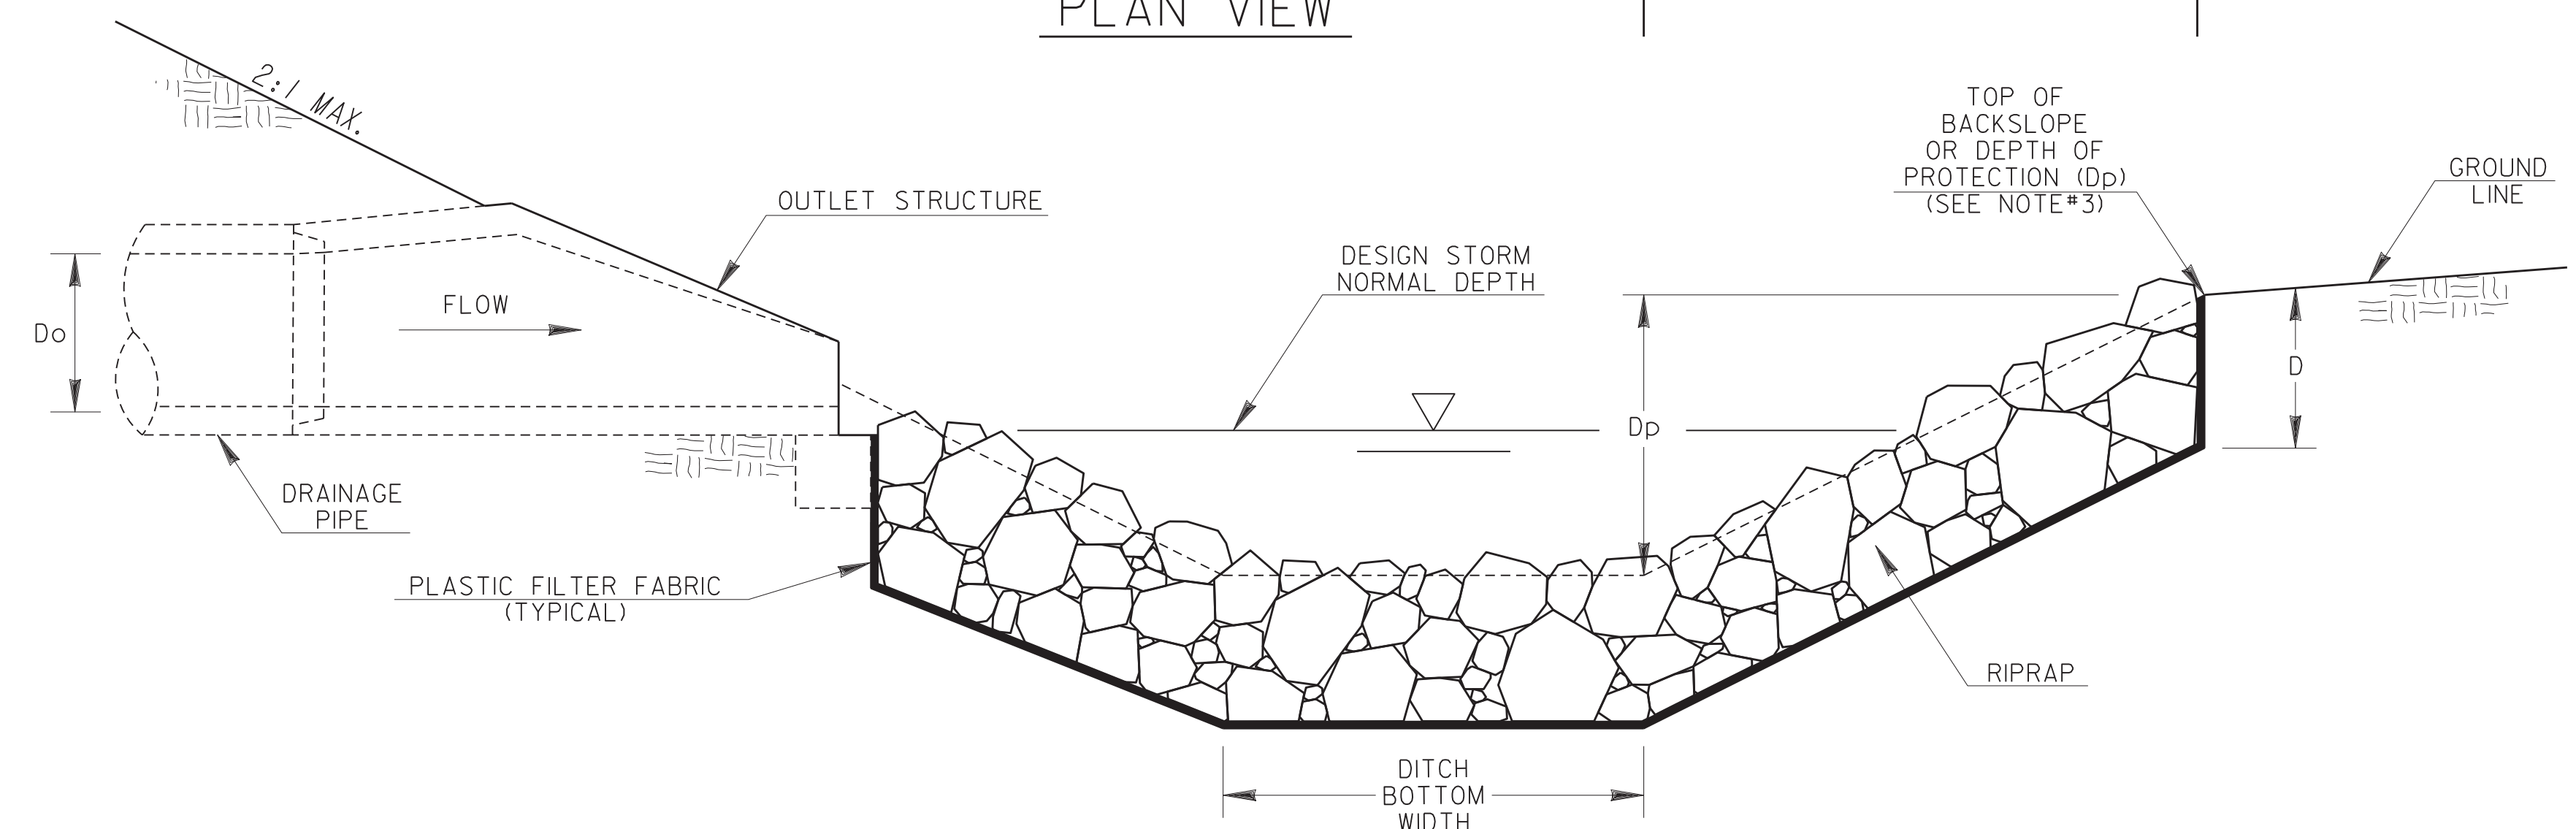 PLAN VIEW
2:1 MAX.
TOP OF
BACKSLOPE
OR DEPTH OF
PROTECTION (Dp)
(SEE NOTE#3)
GROUND
LINE
OUTLET STRUCTURE
DESIGN STORM
NORMAL DEPTH
FLOW
Do
D
Dp
DRAINAGE
PIPE
PLASTIC FILTER FABRIC
(TYPICAL)
RIPRAP
DITCH
BOTTOM
WIDTH